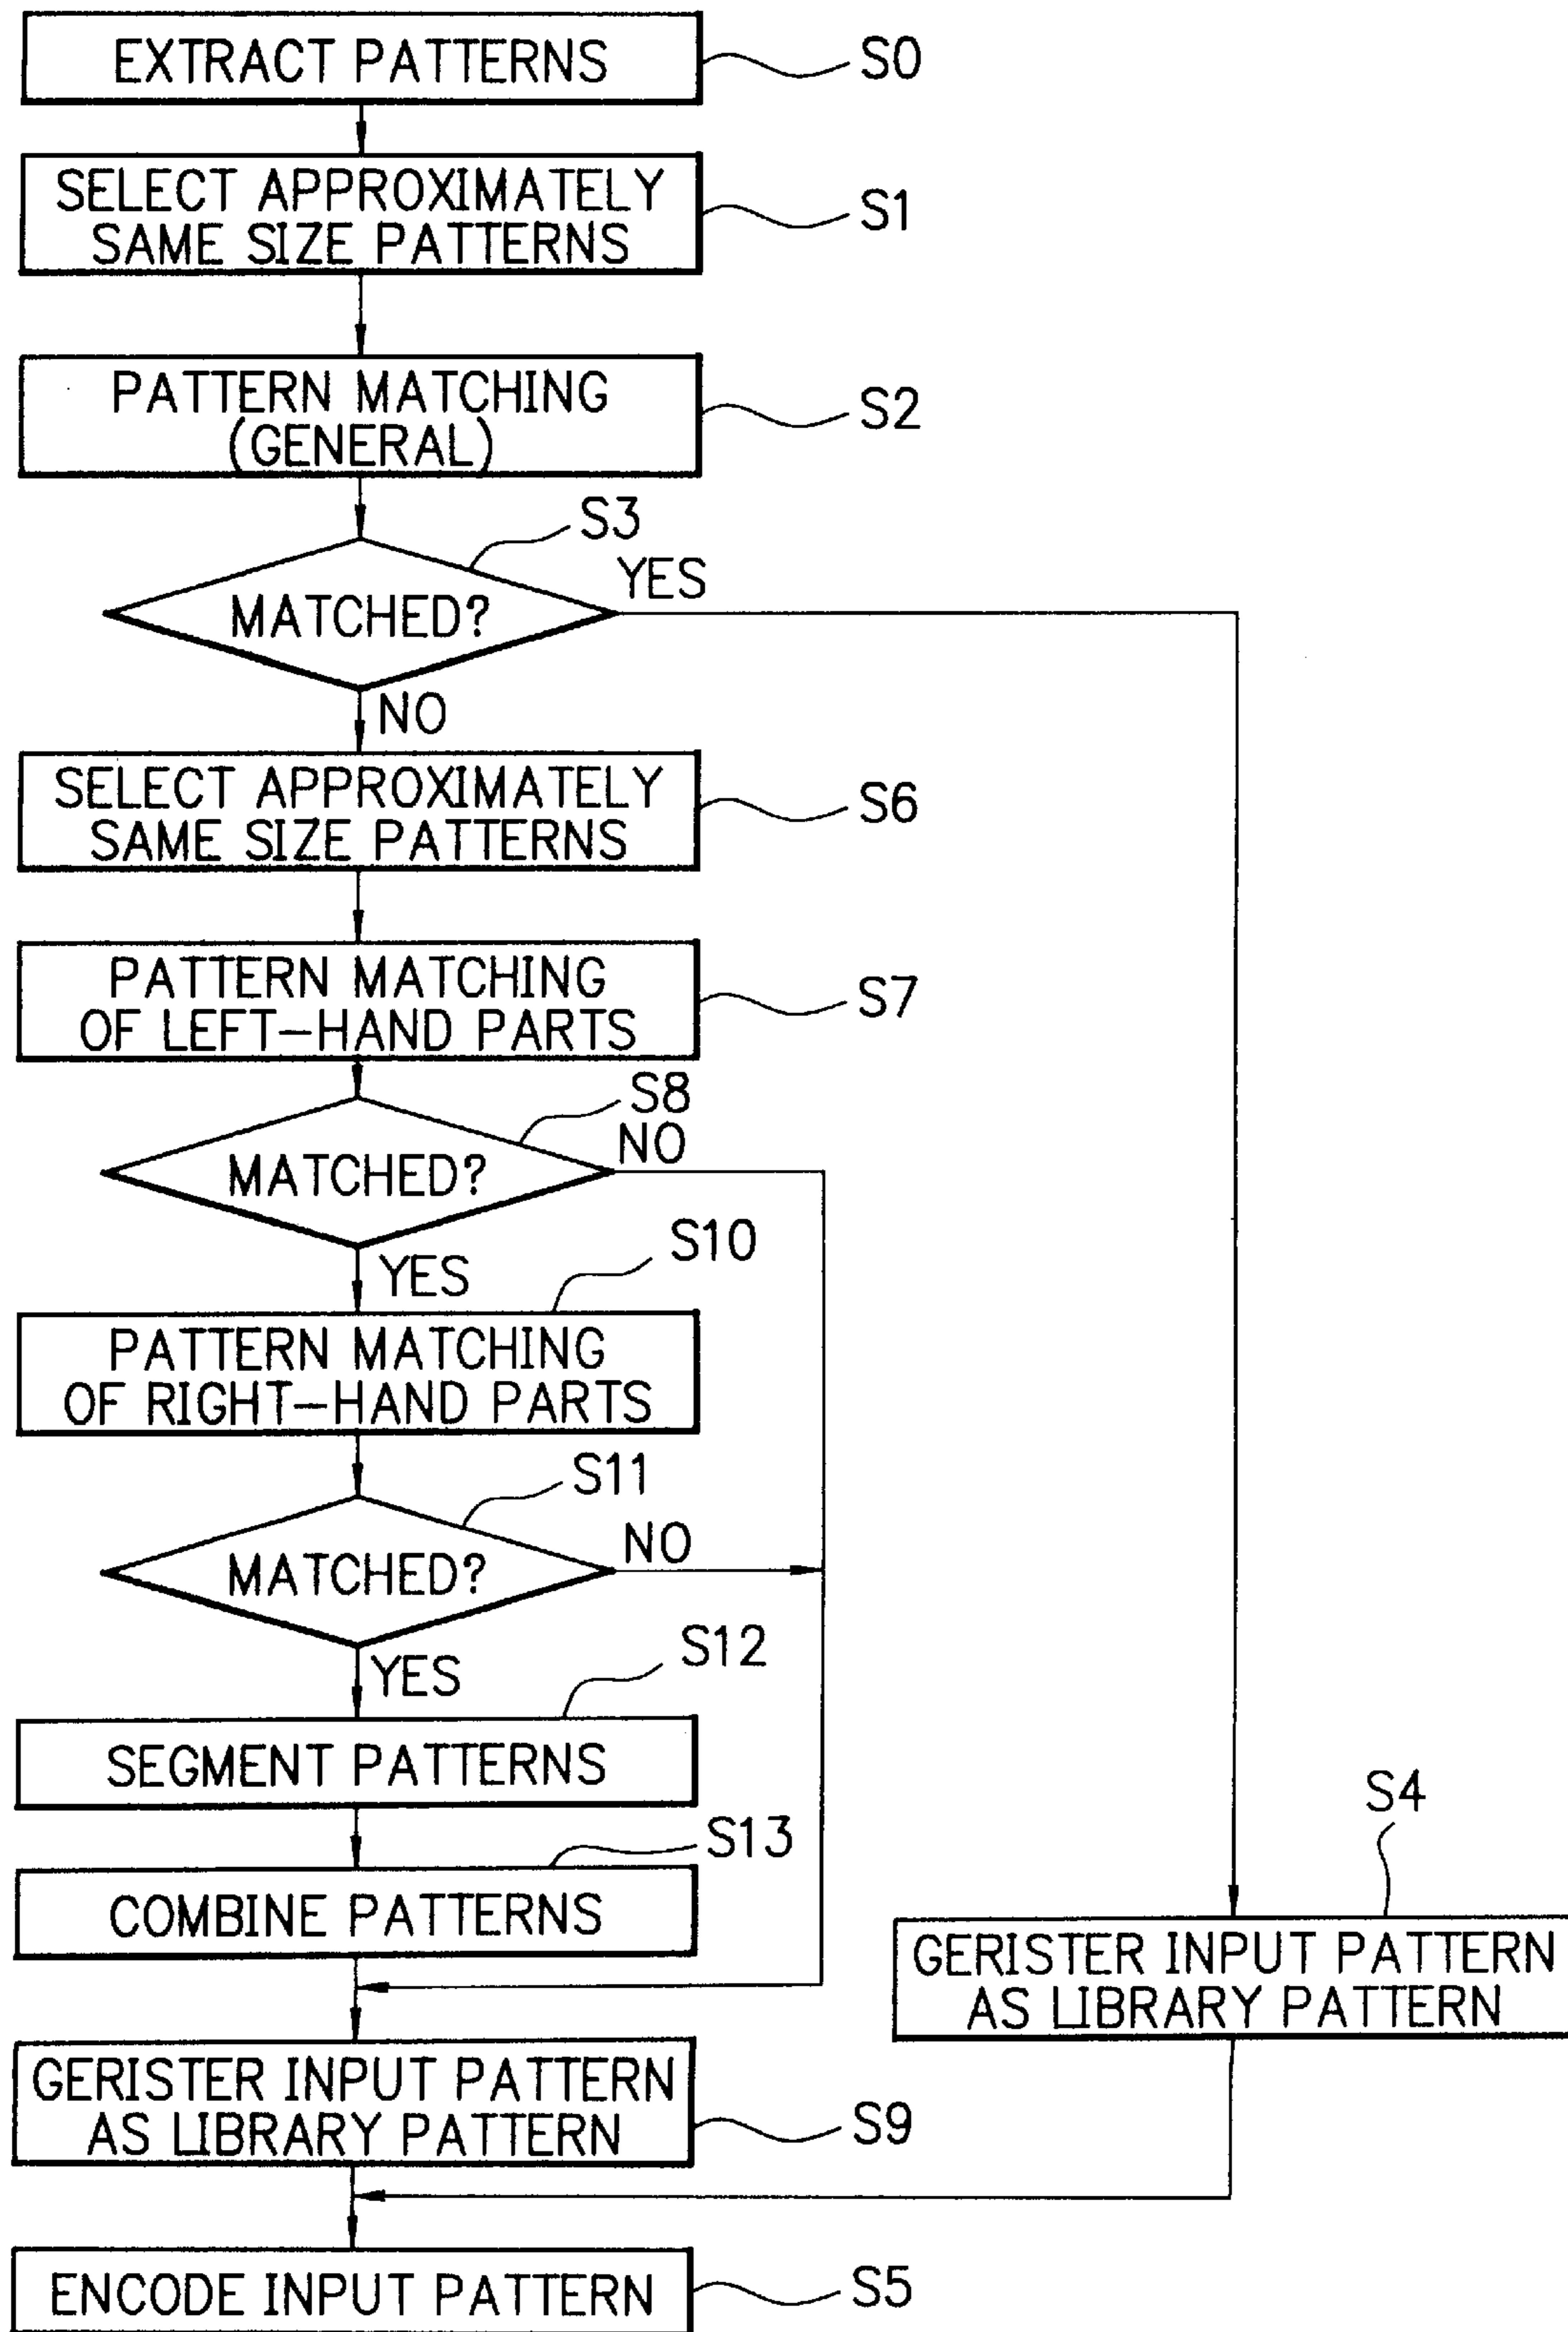 EXTRACT PATTERNS
S0
SELECT APPROXIMATELY
SAME SIZE PATTERNS
S1
PATTERN MATCHING
(GENERAL)
S2
S3
MATCHED?
YES
NO
SELECT APPROXIMATELY
SAME SIZE PATTERNS
S6
PATTERN MATCHING
OF LEFT-HAND PARTS
S7
S8
MATCHED?
NO
YES
S10
PATTERN MATCHING
OF RIGHT-HAND PARTS
S11
MATCHED?
NO
YES
S12
SEGMENT PATTERNS
S13
COMBINE PATTERNS
S4
GERISTER INPUT PATTERN
AS LIBRARY PATTERN
GERISTER INPUT PATTERN
AS LIBRARY PATTERN
S9
ENCODE INPUT PATTERN
S5